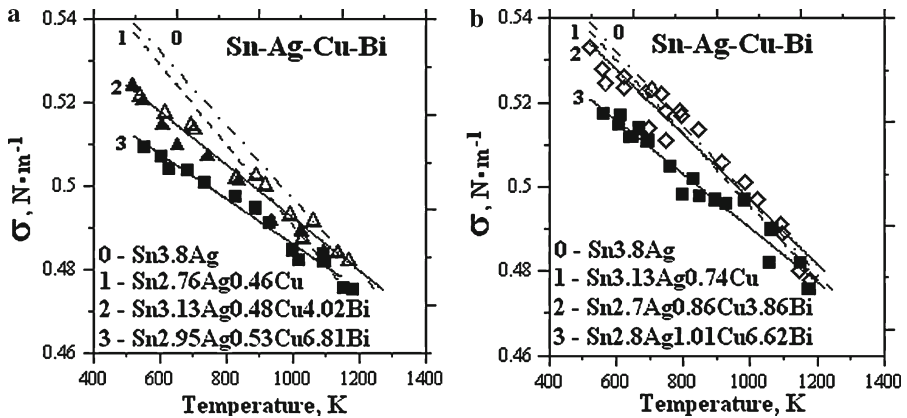 a
0.54
0.52
0.5
0.48
0.46
σ, N·m-1
1 0
2
3
Sn-Ag-Cu-Bi
0 - Sn3.8Ag
1 - Sn2.76Ag0.46Cu
2 - Sn3.13Ag0.48Cu4.02Bi
3 - Sn2.95Ag0.53Cu6.81Bi
400 600 800 1000 1200 1400
Temperature, K
b
0.54
0.52
0.5
0.48
0.46
σ, N·m-1
1 0
2
3
Sn-Ag-Cu-Bi
0 - Sn3.8Ag
1 - Sn3.13Ag0.74Cu
2 - Sn2.7Ag0.86Cu3.86Bi
3 - Sn2.8Ag1.01Cu6.62Bi
400 600 800 1000 1200 1400
Temperature, K